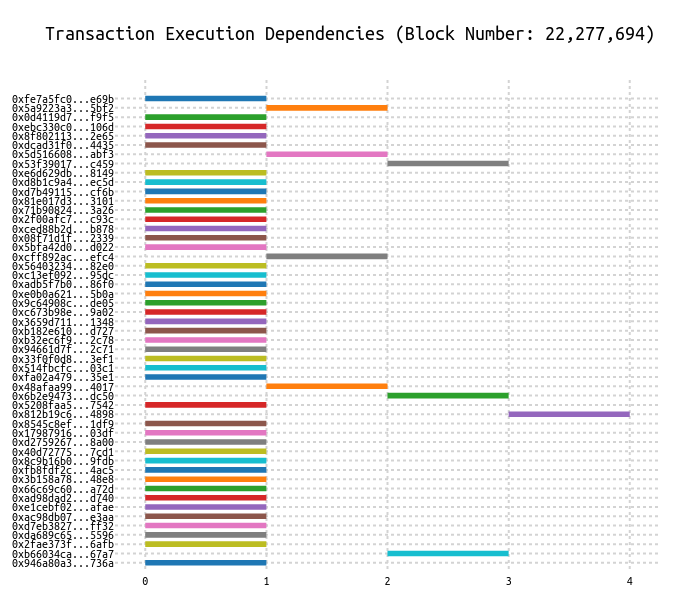 Transaction Execution Dependencies (Block Number: 22,277,694)
0xfe7a5fc0...e69b
0x5a9223a3...5bf2
0x0d4119d7...f9f5
0xebc330c0...106d
0x8f802113...2e65
0xdcad31f0...4435
0x5d516608...abf3
0x53f39017...c459
0xe6d629db...8149
0xd8b1c9a4...ec5d
0xd7b49115...cf6b
0x81e017d3...3101
0x71b90824...3a26
0x2f00afc7...c93c
0xced88b2d...b878
0x08f71d1f...2339
0x5bfa42d0...d022
0xcff892ac...efc4
0x56403234...82e0
0xc13ef092...95dc
0xadb5f7b0...86f0
0xe0b0a621...5b0a
0x9c64908c...de05
0xc673b98e...9a02
0x3659d711...1348
0xb182e610...d727
0xb32ec6f9...2c78
0x94661d7f...2c71
0x33f0f0d8...3ef1
0x514fbcfc...03c1
0xfa02a479...35e1
0x48afaa99...4017
0x6b2e9473...dc50
0x5208faa5...7542
0x812b19c6...4898
0x8545c8ef...1df9
0x17987916...03df
0xd2759267...8a00
0x40d72775...7cd1
0x8c9b16b0...9fdb
0xfb8fdf2c...4ac5
0x3b158a78...48e8
0x66c69c60...a72d
0xad98dad2...d740
0xe1cebf02...afae
0xac98db07...e3aa
0xd7eb3827...ff32
0xda689c65...5596
0x2fae373f...6afb
0xb66034ca...67a7
0x946a80a3...736a
0 1 2 3 4